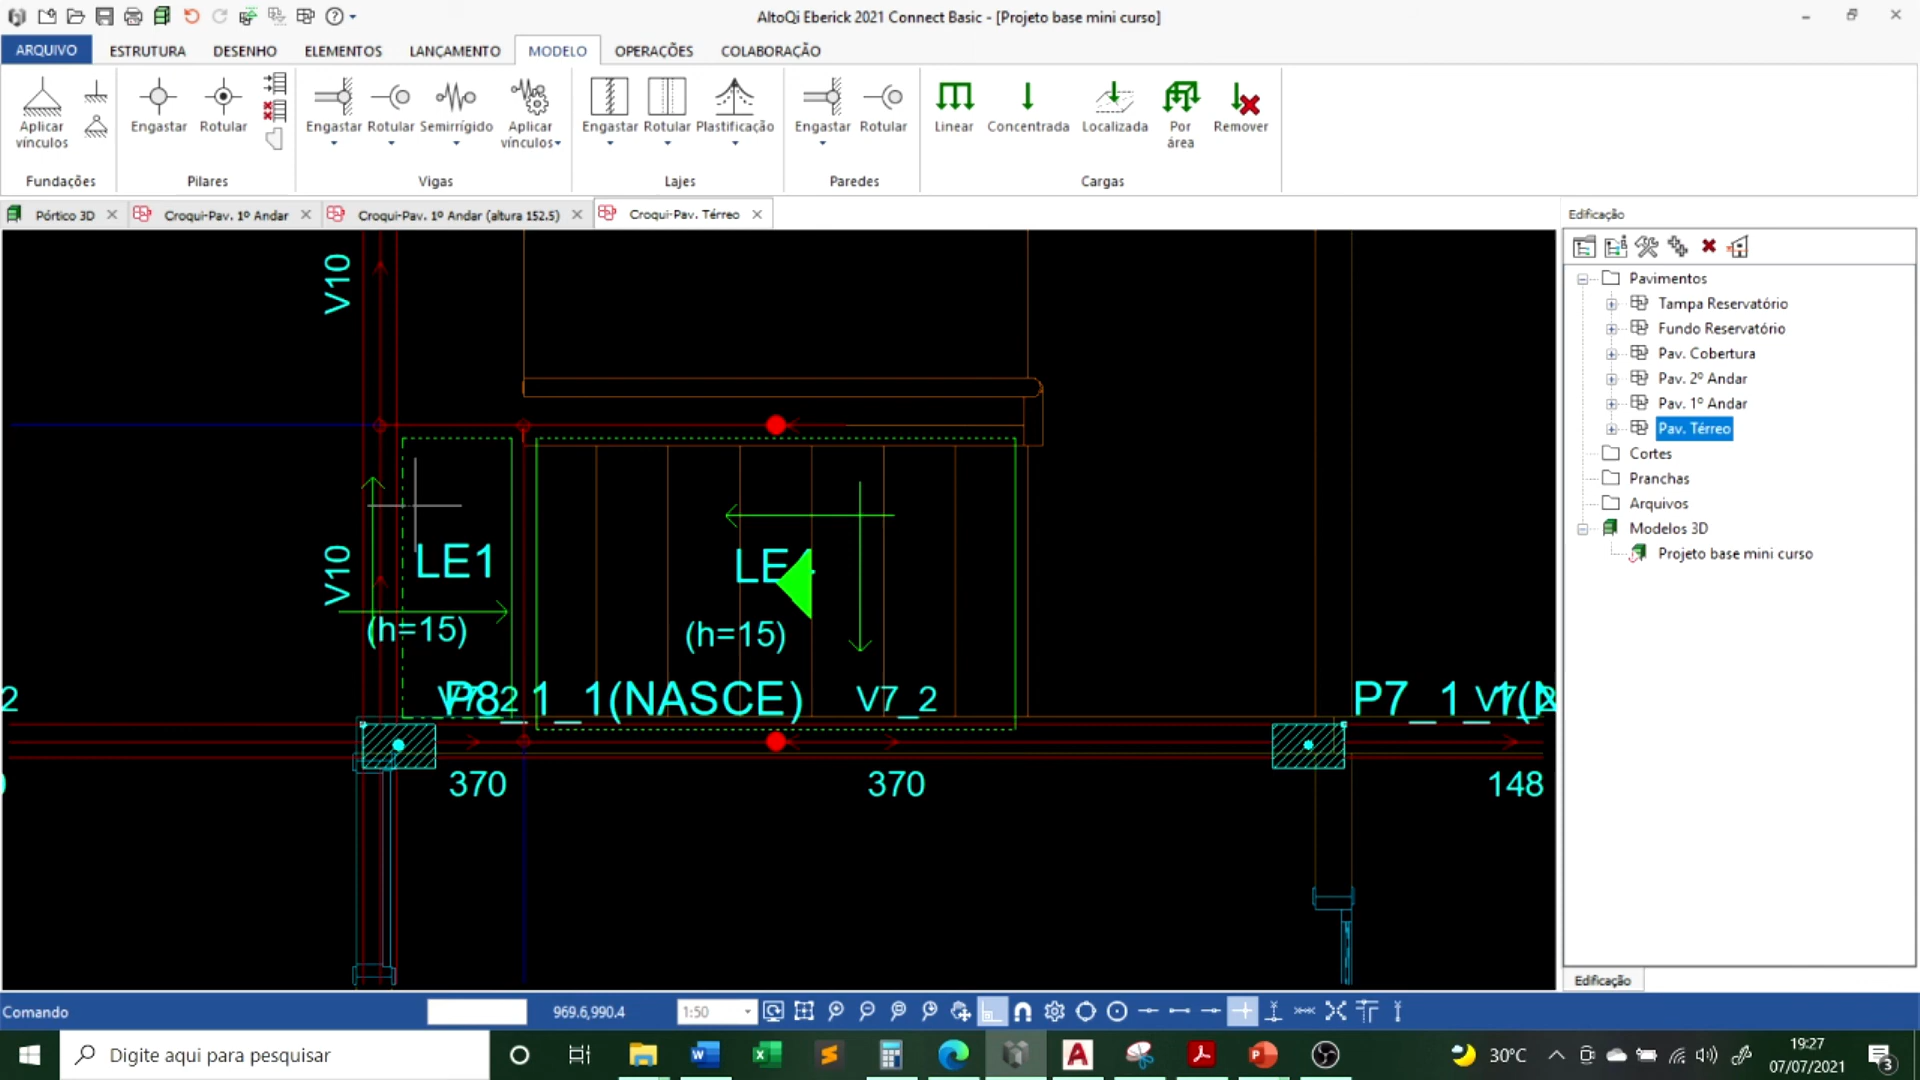 AltoQi Eberick 2021 Connect Basic - [Projeto base mini curso]
ARQUIVO ESTRUTURA DESENHO ELEMENTOS LANÇAMENTO MODELO OPERAÇÕES COLABORAÇÃO
Aplicar vínculos Engastar Rotular Engastar Rotular Semirrígido Aplicar vínculos Engastar Rotular Plastificação Engastar Rotular Linear Concentrada Localizada Por área Remover
Fundações Pilares Vigas Lajes Paredes Cargas
Pórtico 3D Croqui-Pav. 1º Andar Croqui-Pav. 1º Andar (altura 152.5) Croqui-Pav. Térreo
Edificação
Pavimentos
Tampa Reservatório
Fundo Reservatório
Pav. Cobertura
Pav. 2º Andar
Pav. 1º Andar
Pav. Térreo
Cortes
Pranchas
Arquivos
Modelos 3D
Projeto base mini curso
Edificação
V10
V10
LE1
(h=15)
(h=15)
P8_1_1(NASCE)
V7_2
370
370
148
Comando
969.6,990.4
1:50
Digite aqui para pesquisar
30°C
19:27
07/07/2021
3